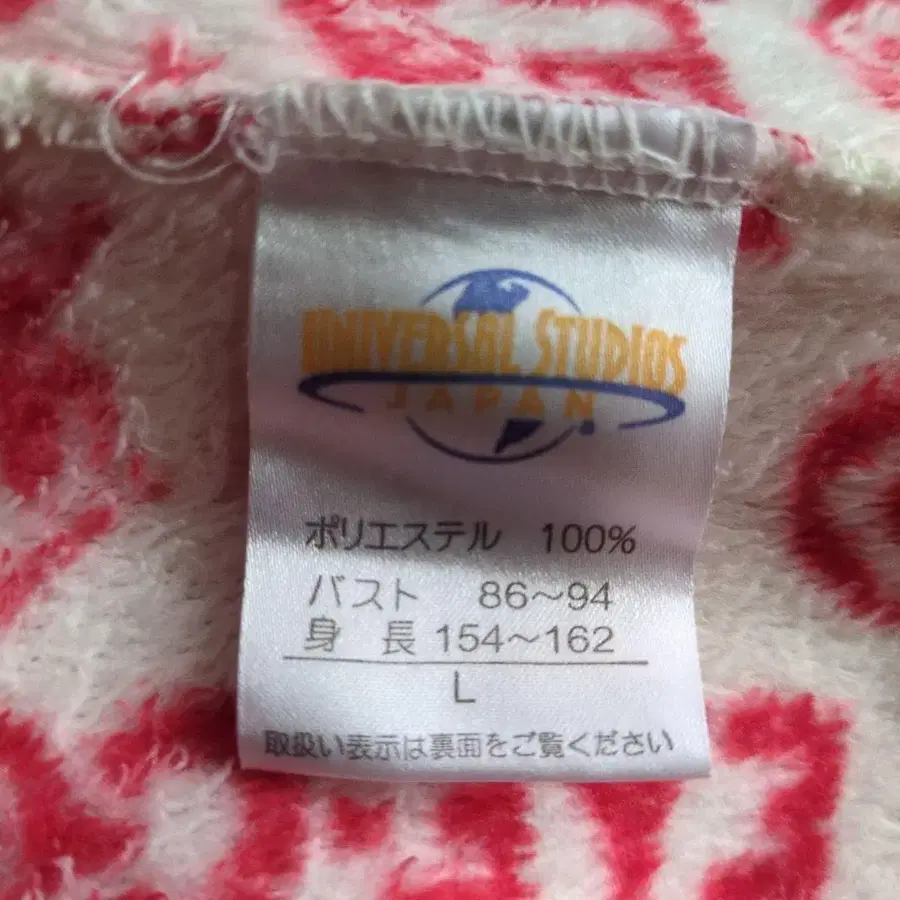 UNIVERSAL STUDIOS
JAPAN
ポリエステル 100%
バスト 86～94
身 長 154～162
L
取扱い表示は裏面をご覧ください